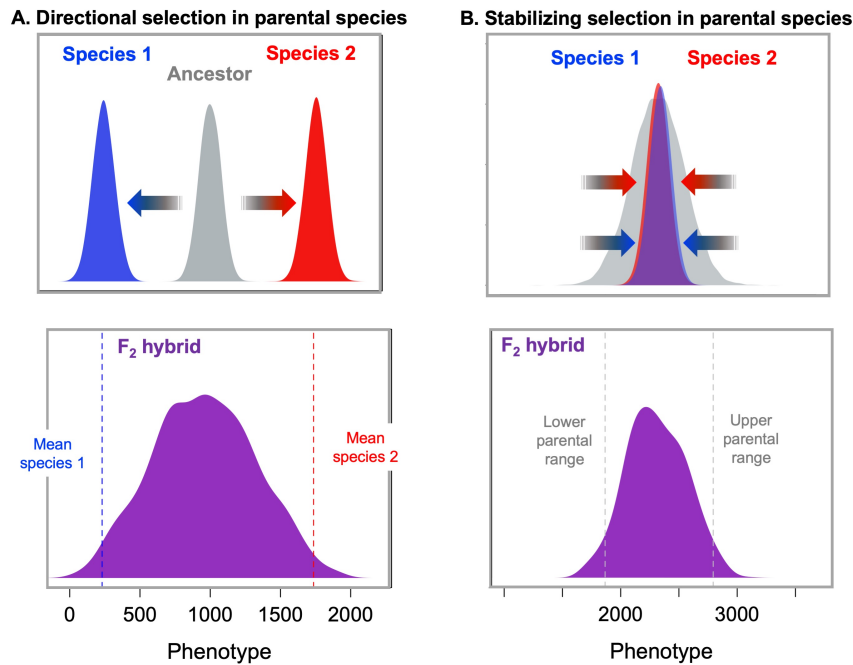 A. Directional selection in parental species
Species 1
Species 2
Ancestor
F2 hybrid
Mean
species 1
Mean
species 2
0 500 1000 1500 2000
Phenotype
B. Stabilizing selection in parental species
Species 1
Species 2
F2 hybrid
Lower
parental
range
Upper
parental
range
2000 3000
Phenotype